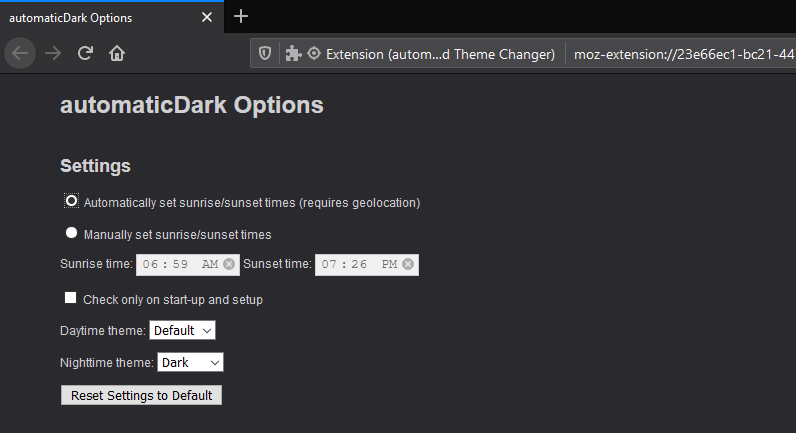 automaticDark Options
Extension (autom...d Theme Changer) moz-extension://23e66ec1-bc21-44
automaticDark Options
Settings
Automatically set sunrise/sunset times (requires geolocation)
Manually set sunrise/sunset times
Sunrise time: 06:59 AM Sunset time: 07:26 PM
Check only on start-up and setup
Daytime theme: Default
Nighttime theme: Dark
Reset Settings to Default